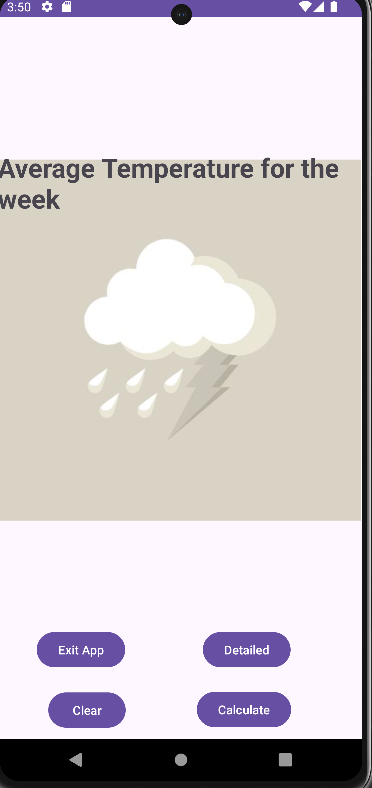 3:50
Average Temperature for the
week
Exit App
Detailed
Clear
Calculate